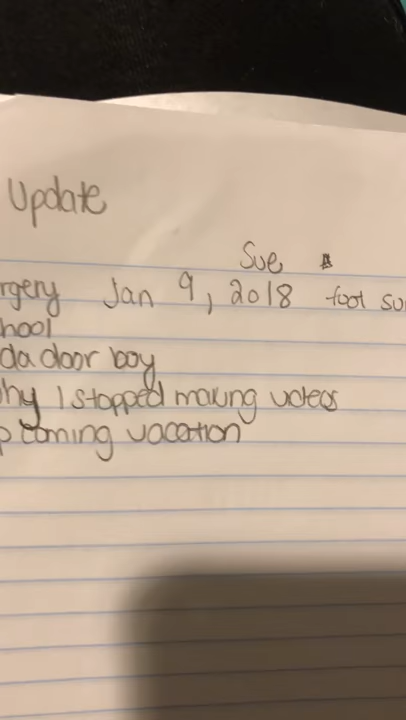 Update
Sue
rgery Jan 9, 2018 foot su
hool
da door boy
hy I stopped making videos
p coming vacation